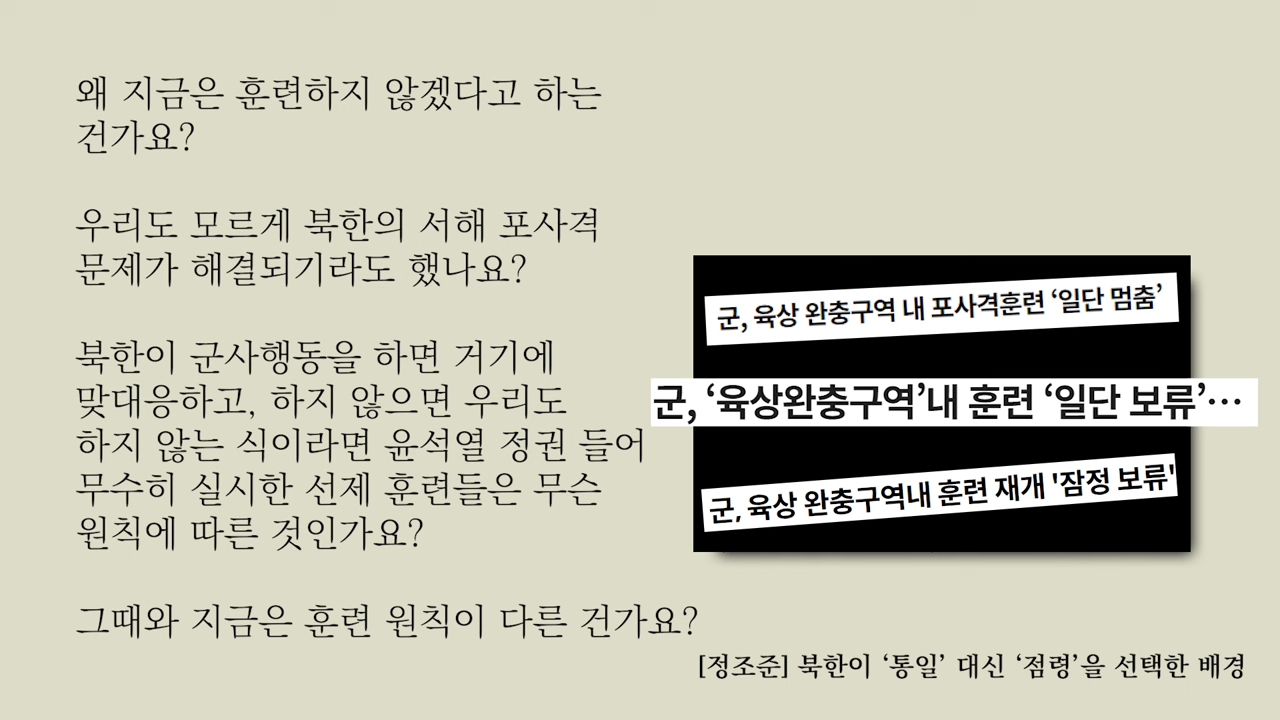 왜 지금은 훈련하지 않겠다고 하는
건가요?
우리도 모르게 북한의 서해 포사격
문제가 해결되기라도 했나요?
북한이 군사행동을 하면 거기에
맞대응하고, 하지 않으면 우리도
하지 않는 식이라면 윤석열 정권 들어
무수히 실시한 선제 훈련들은 무슨
원칙에 따른 것인가요?
그때와 지금은 훈련 원칙이 다른 건가요?
군, 육상 완충구역 내 포사격훈련 ‘일단 멈춤’
군, ‘육상완충구역’내 훈련 ‘일단 보류’…
군, 육상 완충구역내 훈련 재개 '잠정 보류'
[정조준] 북한이 ‘통일’ 대신 ‘점령’을 선택한 배경